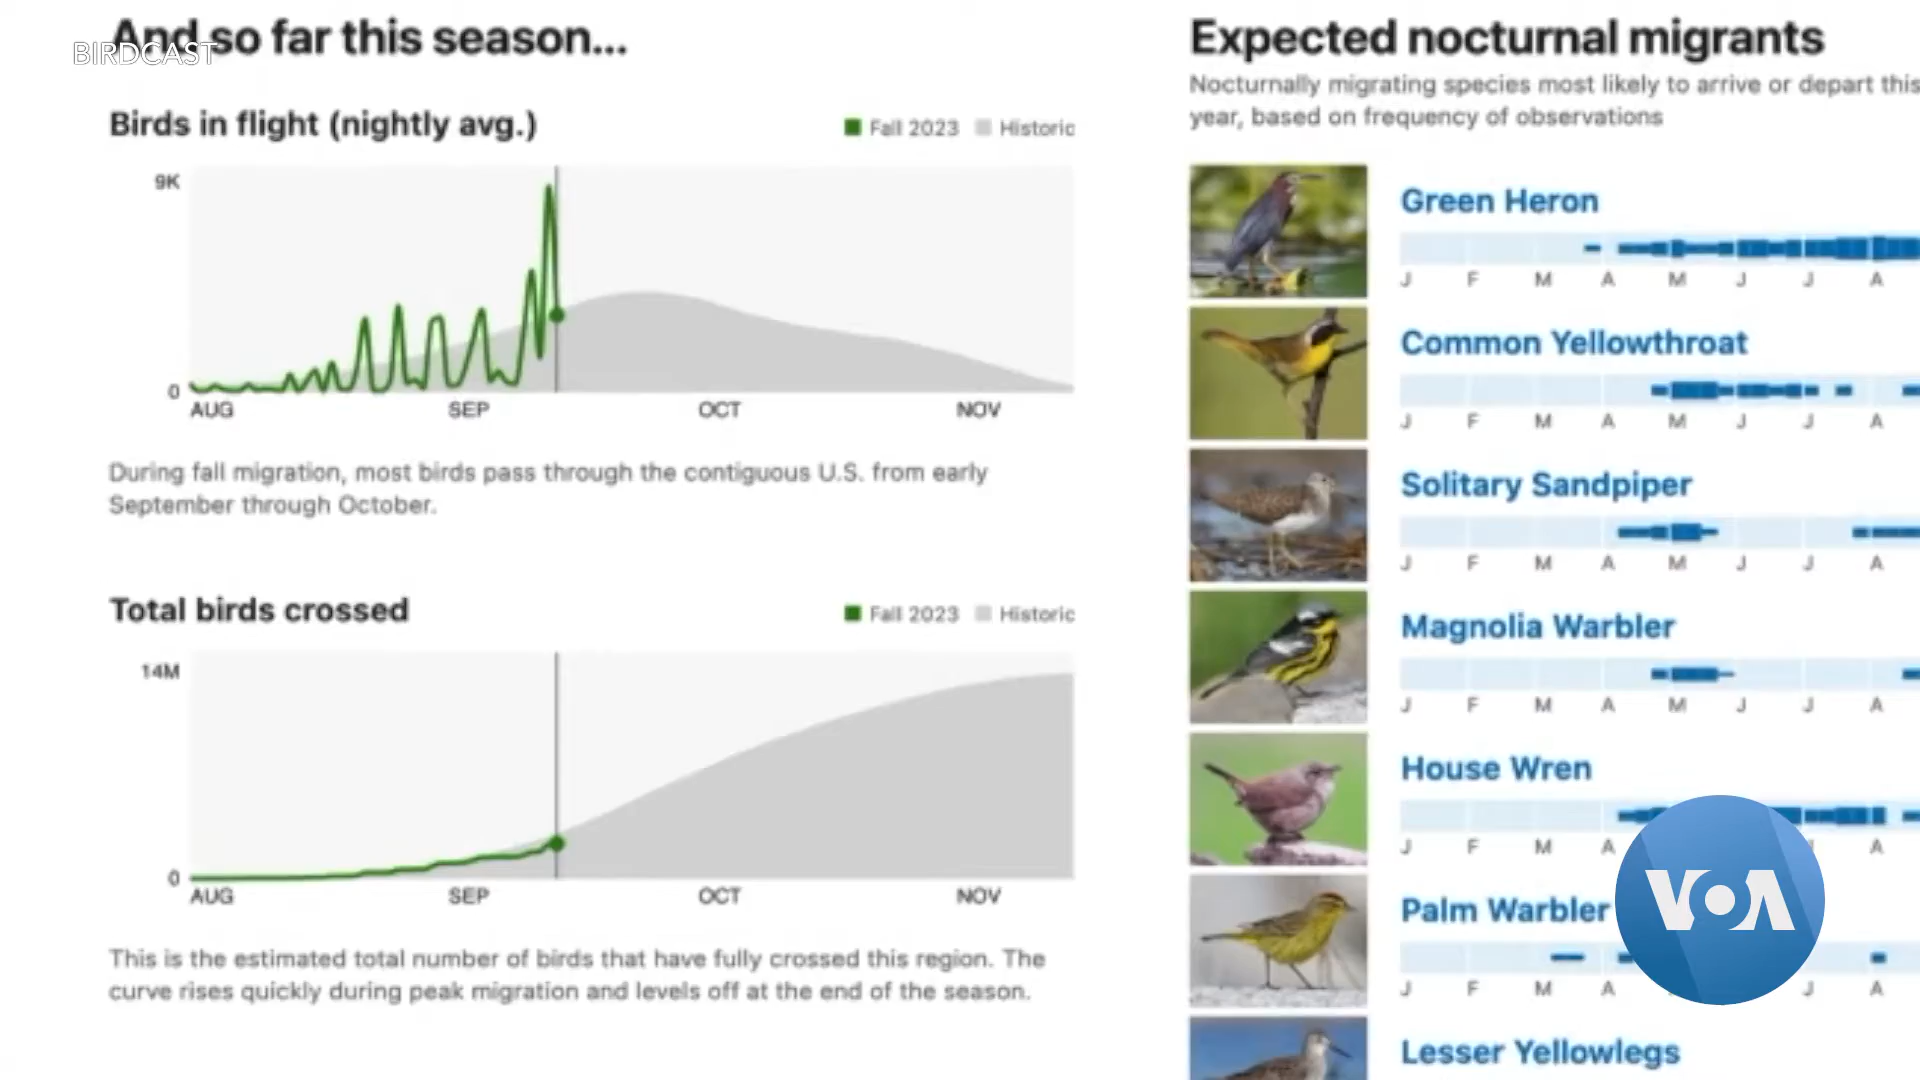 And so far this season...
BIRDCAST
Birds in flight (nightly avg.)
Fall 2023 Historic
9K
0
AUG SEP OCT NOV
During fall migration, most birds pass through the contiguous U.S. from early
September through October.
Total birds crossed
Fall 2023 Historic
14M
0
AUG SEP OCT NOV
This is the estimated total number of birds that have fully crossed this region. The
curve rises quickly during peak migration and levels off at the end of the season.
Expected nocturnal migrants
Nocturnally migrating species most likely to arrive or depart this
year, based on frequency of observations
Green Heron
J F M A M J J A
Common Yellowthroat
J F M A M J J A
Solitary Sandpiper
J F M A M J J A
Magnolia Warbler
J F M A M J J A
House Wren
J F M A A
Palm Warbler
J F M A J A
Lesser Yellowlegs
VOA